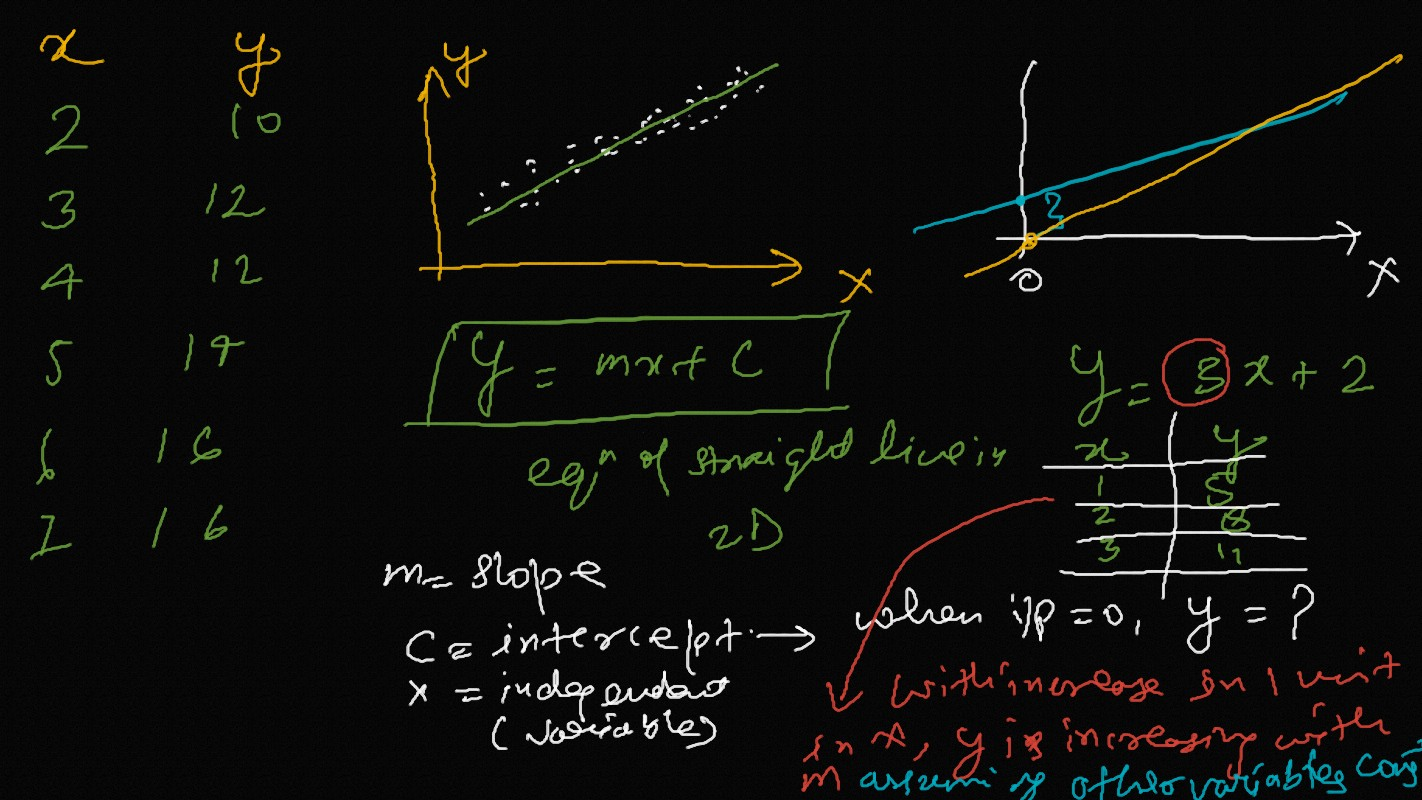 x y
2 10
3 12
4 12
5 14
6 16
7 16
y
x
y = mx + C
eqn of straight line in
2D
m = slope
C = intercept →
x = independent
(variable)
2
0
x
y = 3x + 2
x y
1 5
2 8
3 11
when i/p = 0, y = ?
with increase in 1 unit
in x, y is increasing with
m assuming other variables cons